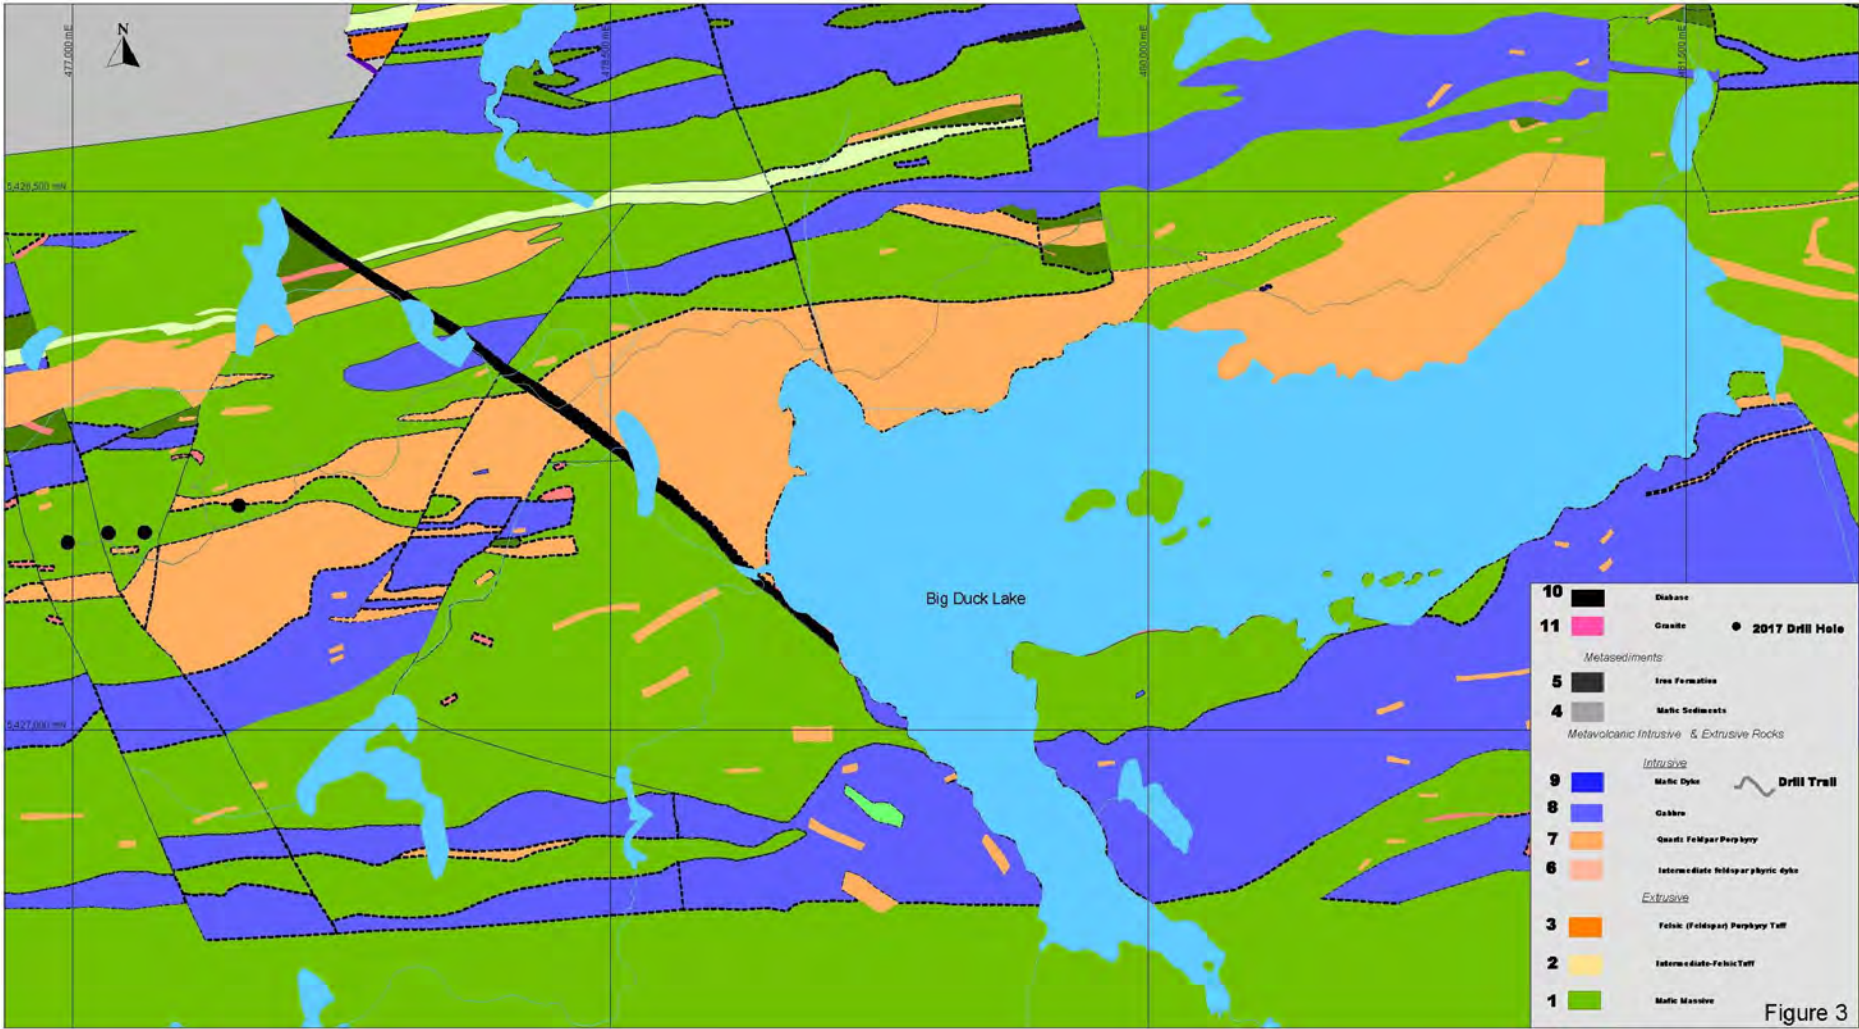 N
477,000 mE
478,500 mE
480,000 mE
481,500 mE
5,428,500 mN
5,427,000 mN
Big Duck Lake
10 Diabase
11 Granite
2017 Drill Hole
Metasediments
5 Iron Formation
4 Mafic Sediments
Metavolcanic Intrusive & Extrusive Rocks
Intrusive
9 Mafic Dyke
Drill Trail
8 Gabbro
7 Quartz Feldpar Porphyry
6 Intermediate feldspar phyric dyke
Extrusive
3 Felsic (Feldspar) Porphyry Tuff
2 Intermediate-FelsicTuff
1 Mafic Massive
Figure 3